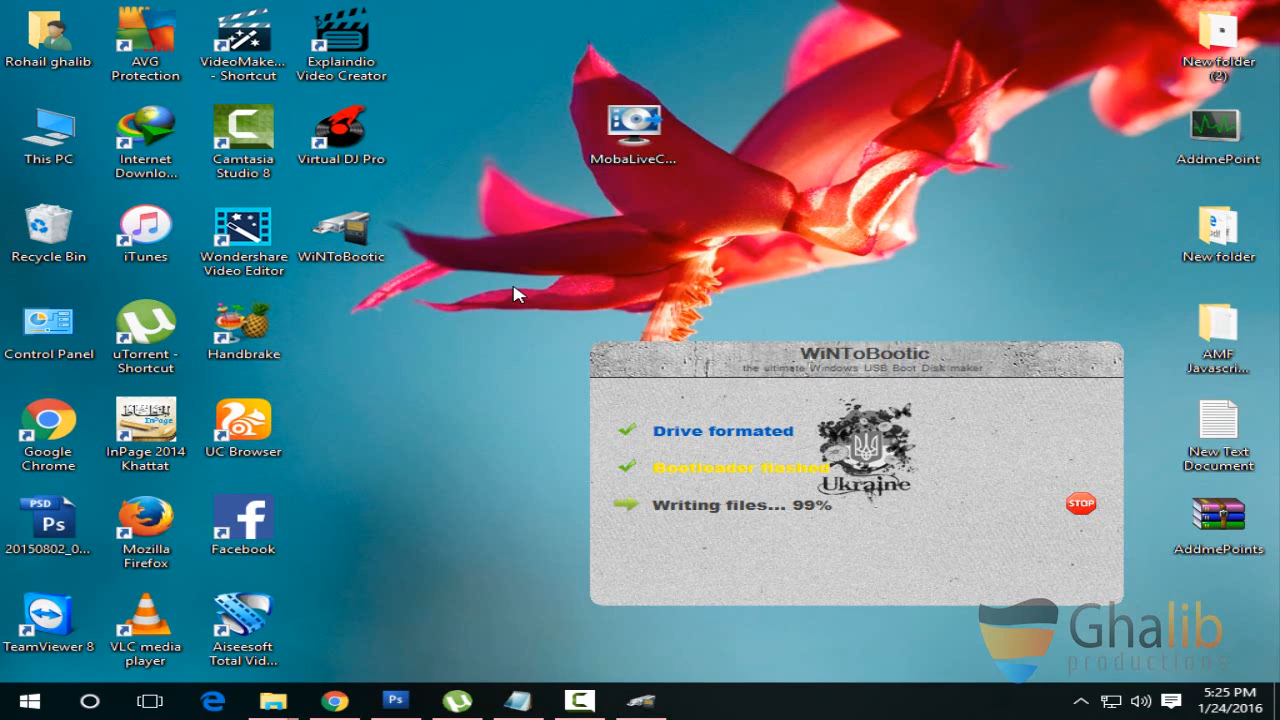 Rohail ghalib
AVG
Protection
VideoMake...
- Shortcut
Explaindio
Video Creator
New folder
(2)
This PC
Internet
Downlo...
Camtasia
Studio 8
Virtual DJ Pro
MobaLiveC...
AddmePoint
Recycle Bin
iTunes
Wondershare
Video Editor
WiNToBootic
New folder
Control Panel
uTorrent -
Shortcut
Handbrake
AMF
Javascri...
WiNToBootic
the ultimate Windows USB Boot Disk maker
Drive formated
Bootloader flashed
Ukraine
Writing files... 99%
STOP
Google
Chrome
InPage
InPage 2014
Khattat
UC Browser
New Text
Document
PSD
Ps
20150802_0...
Mozilla
Firefox
Facebook
AddmePoints
TeamViewer 8
VLC media
player
Aiseesoft
Total Vid...
Ghalib
productions
Ps
5:25 PM
1/24/2016